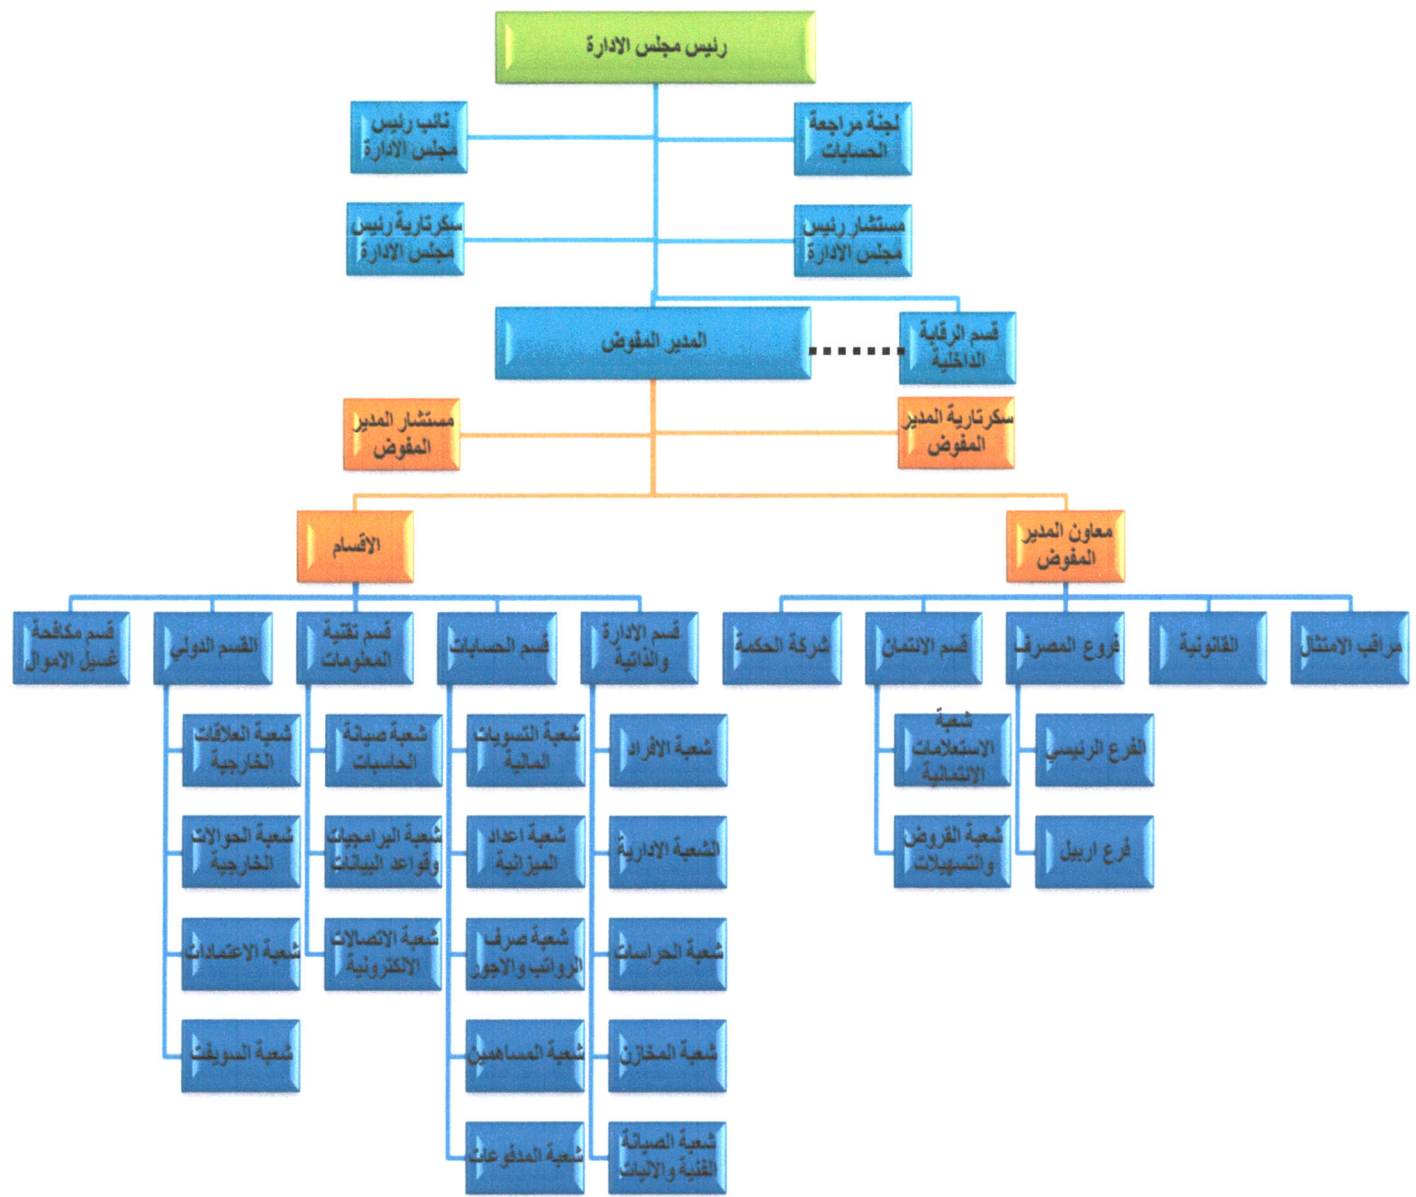 رئيس مجلس الادارة
لجنة مراجعة
الحسابات
نائب رئيس
مجلس الادارة
مستشار رئيس
مجلس الادارة
سكرتارية رئيس
مجلس الادارة
قسم الرقابة
الداخلية
المدير المفوض
سكرتارية المدير
المفوض
مستشار المدير
المفوض
معاون المدير
المفوض
الاقسام
مراقب الامتثال
القانونية
فروع المصرف
قسم الائتمان
شركة الحكمة
قسم الادارة
والذاتية
قسم الحسابات
قسم تقنية
المعلومات
القسم الدولي
قسم مكافحة
غسيل الاموال
الفرع الرئيسي
فرع اربيل
شعبة
الاستعلامات
الائتمانية
شعبة القروض
والتسهيلات
شعبة الافراد
الشعبة الادارية
شعبة الحراسات
شعبة المخازن
شعبة الصيانة
الفنية والاليات
شعبة التسويات
المالية
شعبة اعداد
الميزانية
شعبة صرف
الرواتب والاجور
شعبة المساهمين
شعبة المدفوعات
شعبة صيانة
الحاسبات
شعبة البرامجيات
وقواعد البيانات
شعبة الاتصالات
الالكترونية
شعبة العلاقات
الخارجية
شعبة الحوالات
الخارجية
شعبة الاعتمادات
شعبة السويفت